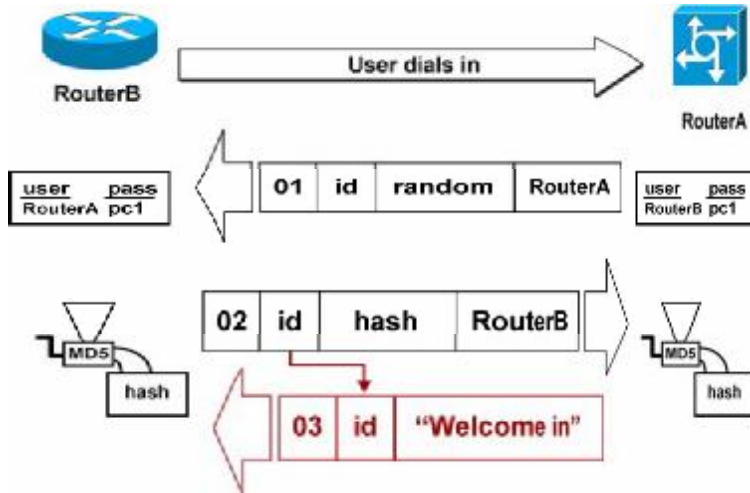 User dials in
RouterB
RouterA
01 id random RouterA
user pass
RouterA pc1
user pass
RouterB pc1
02 id hash RouterB
MD5
hash
MD5
hash
03 id "Welcome in"